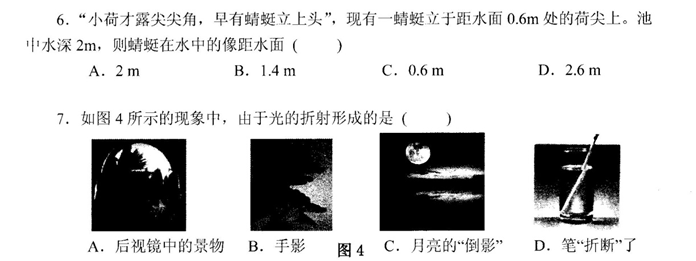 6．“小荷才露尖尖角，早有蜻蜓立上头”，现有一蜻蜓立于距水面 0.6m 处的荷尖上。池
中水深 2m，则蜻蜓在水中的像距水面（　　）
A．2 m　　B．1.4 m　　C．0.6 m　　D．2.6 m
7．如图 4 所示的现象中，由于光的折射形成的是（　　）
A．后视镜中的景物　B．手影　图 4　C．月亮的“倒影”　D．笔“折断”了